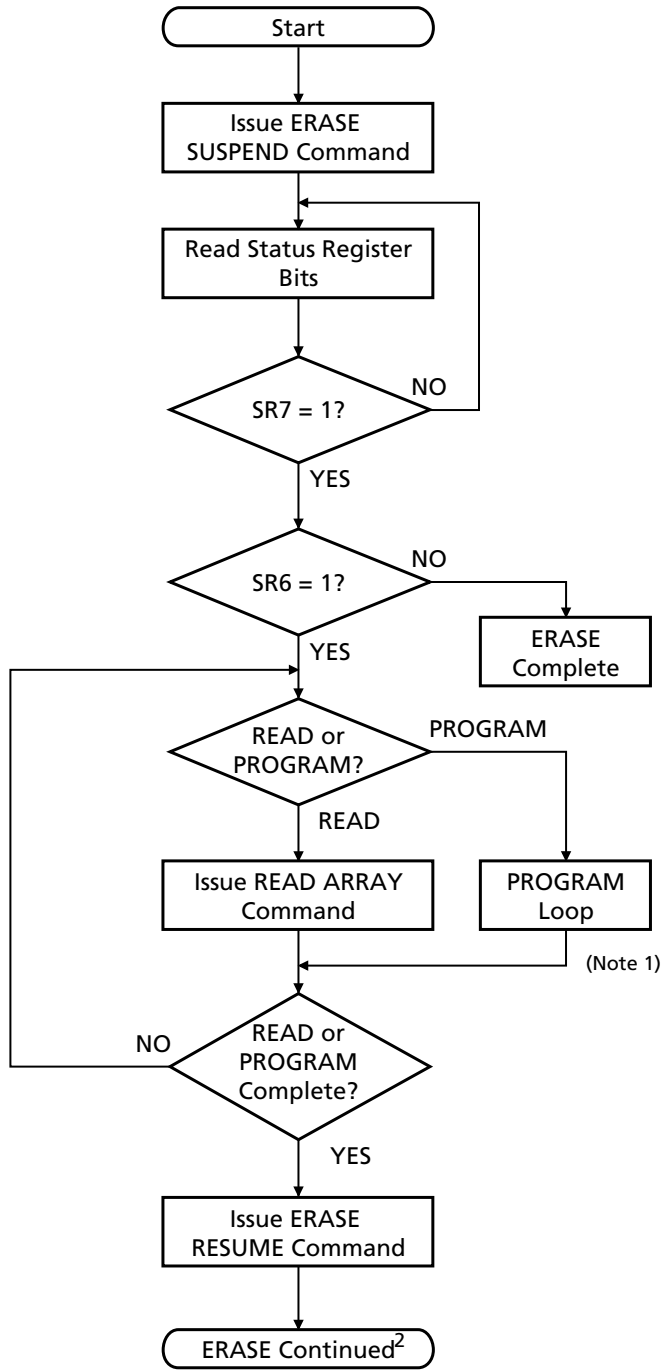 Start
Issue ERASE
SUSPEND Command
Read Status Register
Bits
SR7 = 1?
NO
YES
SR6 = 1?
NO
YES
ERASE
Complete
READ or
PROGRAM?
PROGRAM
READ
Issue READ ARRAY
Command
PROGRAM
Loop
(Note 1)
READ or
PROGRAM
Complete?
NO
YES
Issue ERASE
RESUME Command
ERASE Continued²